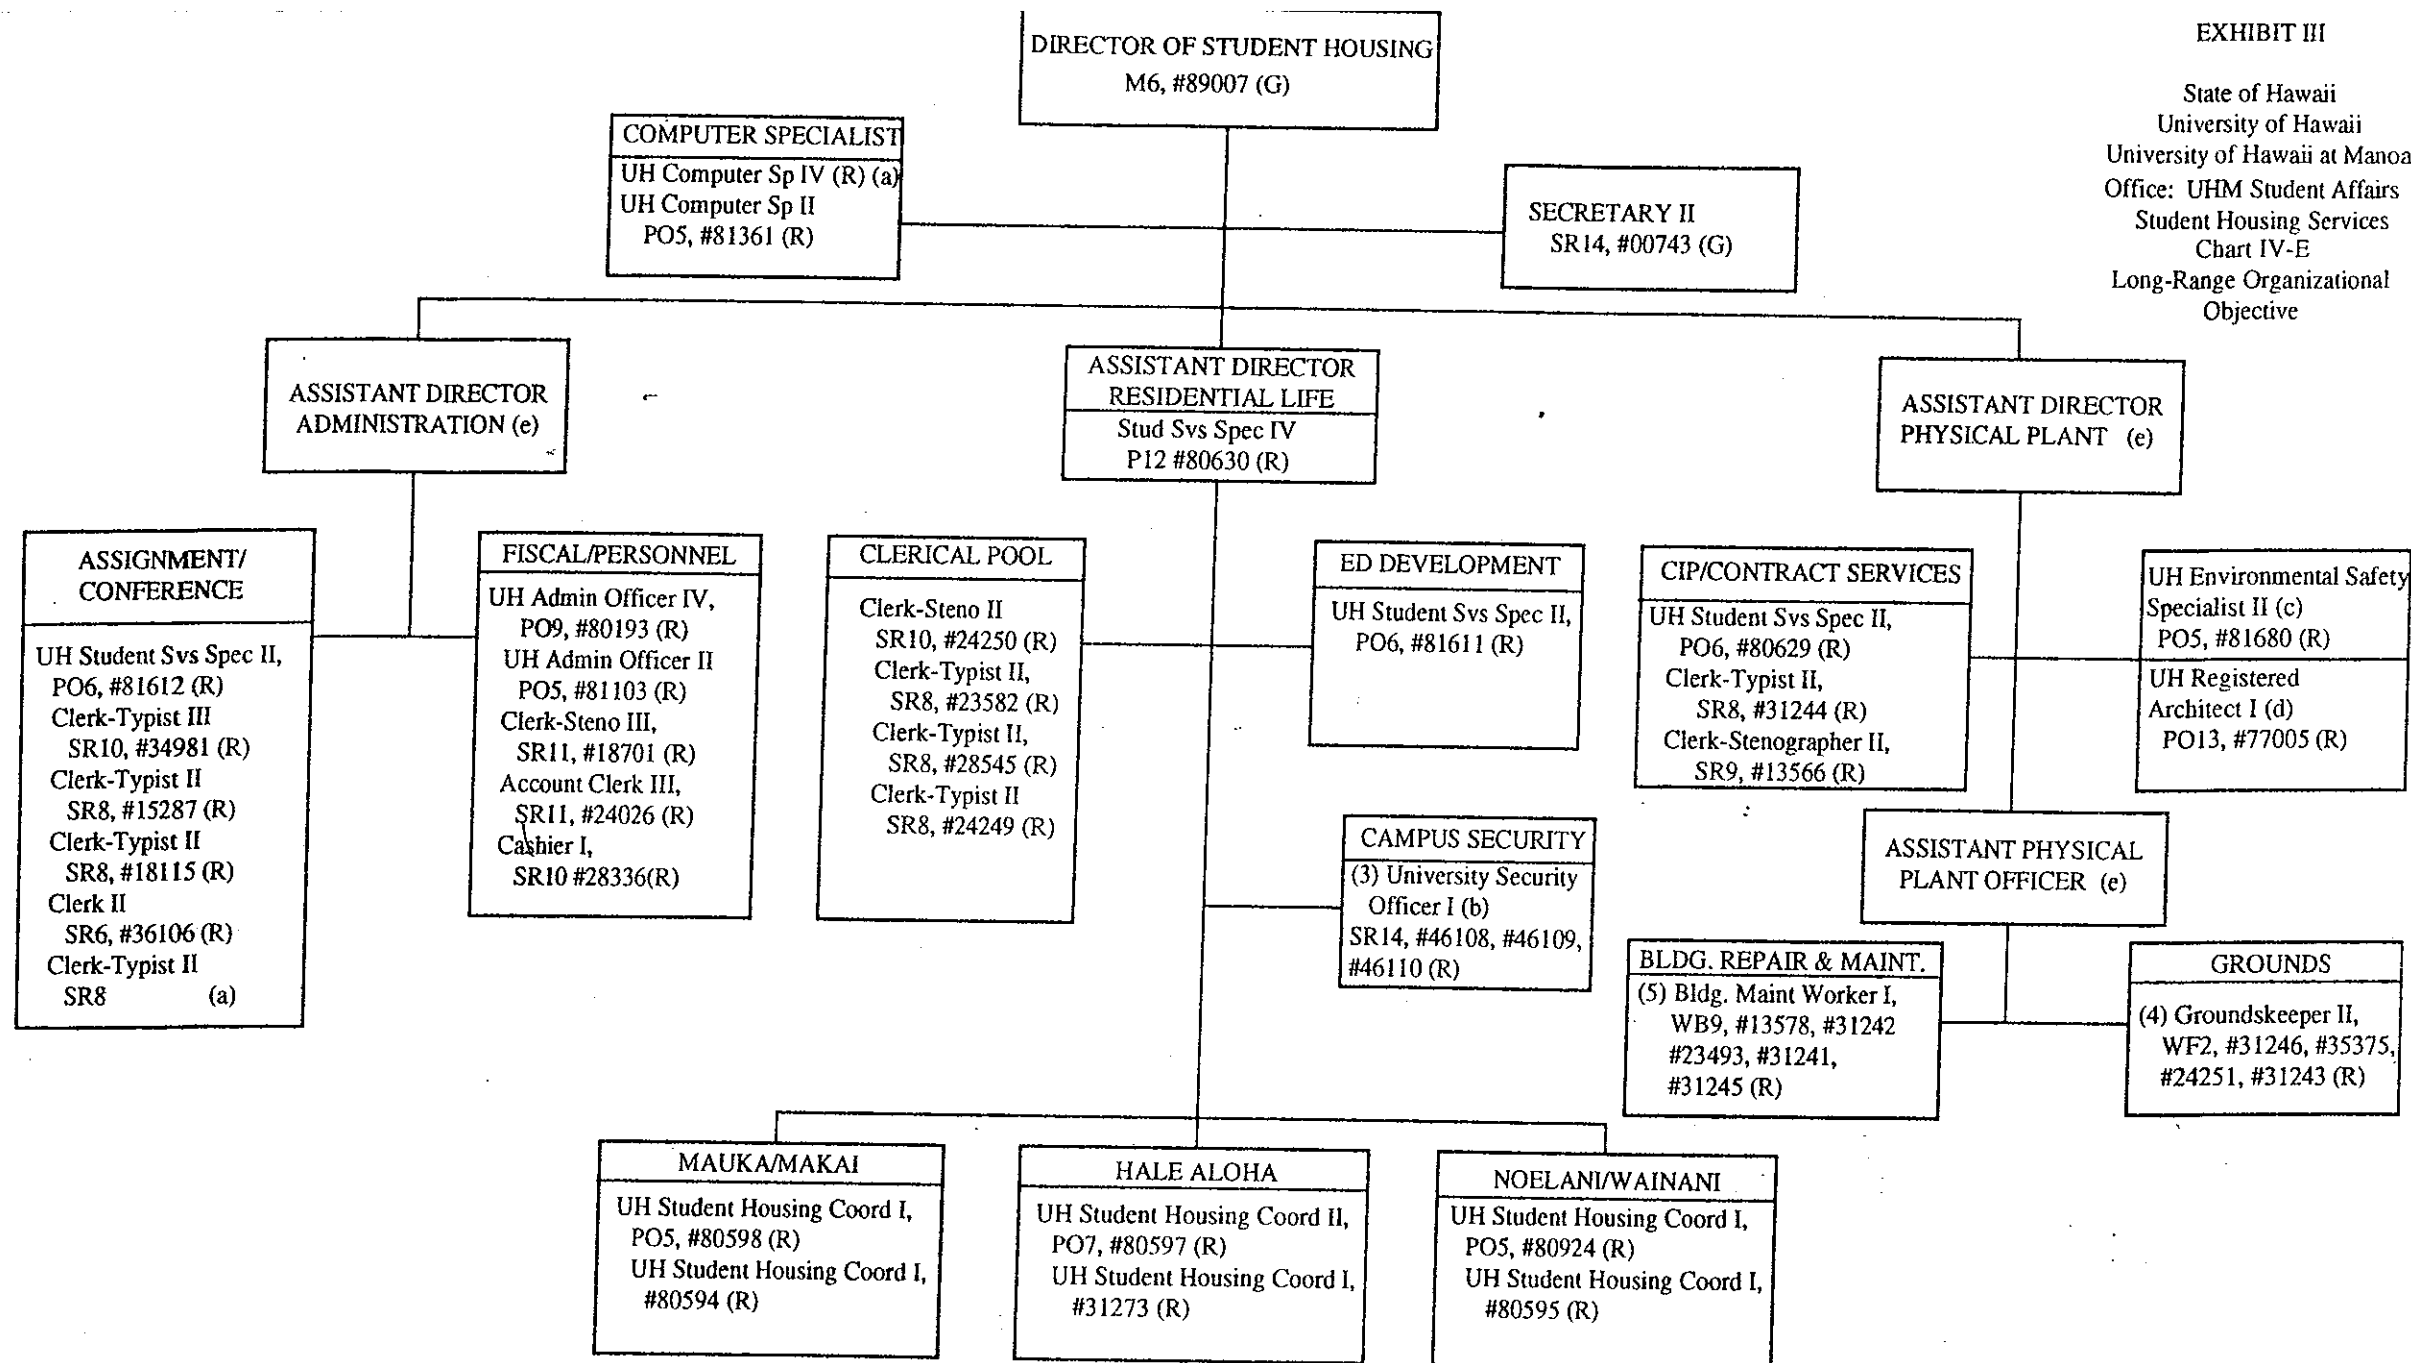 EXHIBIT III
State of Hawaii
University of Hawaii
University of Hawaii at Manoa
Office: UHM Student Affairs
Student Housing Services
Chart IV-E
Long-Range Organizational
Objective
DIRECTOR OF STUDENT HOUSING
M6, #89007 (G)
COMPUTER SPECIALIST
UH Computer Sp IV (R) (a)
UH Computer Sp II
PO5, #81361 (R)
SECRETARY II
SR14, #00743 (G)
ASSISTANT DIRECTOR
ADMINISTRATION (e)
ASSISTANT DIRECTOR
RESIDENTIAL LIFE
Stud Svs Spec IV
P12 #80630 (R)
ASSISTANT DIRECTOR
PHYSICAL PLANT (e)
ASSIGNMENT/
CONFERENCE
UH Student Svs Spec II,
PO6, #81612 (R)
Clerk-Typist III
SR10, #34981 (R)
Clerk-Typist II
SR8, #15287 (R)
Clerk-Typist II
SR8, #18115 (R)
Clerk II
SR6, #36106 (R)
Clerk-Typist II
SR8 (a)
FISCAL/PERSONNEL
UH Admin Officer IV,
PO9, #80193 (R)
UH Admin Officer II
PO5, #81103 (R)
Clerk-Steno III,
SR11, #18701 (R)
Account Clerk III,
SR11, #24026 (R)
Cashier I,
SR10 #28336(R)
CLERICAL POOL
Clerk-Steno II
SR10, #24250 (R)
Clerk-Typist II,
SR8, #23582 (R)
Clerk-Typist II,
SR8, #28545 (R)
Clerk-Typist II
SR8, #24249 (R)
ED DEVELOPMENT
UH Student Svs Spec II,
PO6, #81611 (R)
CIP/CONTRACT SERVICES
UH Student Svs Spec II,
PO6, #80629 (R)
Clerk-Typist II,
SR8, #31244 (R)
Clerk-Stenographer II,
SR9, #13566 (R)
UH Environmental Safety
Specialist II (c)
PO5, #81680 (R)
UH Registered
Architect I (d)
PO13, #77005 (R)
CAMPUS SECURITY
(3) University Security
Officer I (b)
SR14, #46108, #46109,
#46110 (R)
ASSISTANT PHYSICAL
PLANT OFFICER (e)
BLDG. REPAIR & MAINT.
(5) Bldg. Maint Worker I,
WB9, #13578, #31242
#23493, #31241,
#31245 (R)
GROUNDS
(4) Groundskeeper II,
WF2, #31246, #35375,
#24251, #31243 (R)
MAUKA/MAKAI
UH Student Housing Coord I,
PO5, #80598 (R)
UH Student Housing Coord I,
#80594 (R)
HALE ALOHA
UH Student Housing Coord II,
PO7, #80597 (R)
UH Student Housing Coord I,
#31273 (R)
NOELANI/WAINANI
UH Student Housing Coord I,
PO5, #80924 (R)
UH Student Housing Coord I,
#80595 (R)